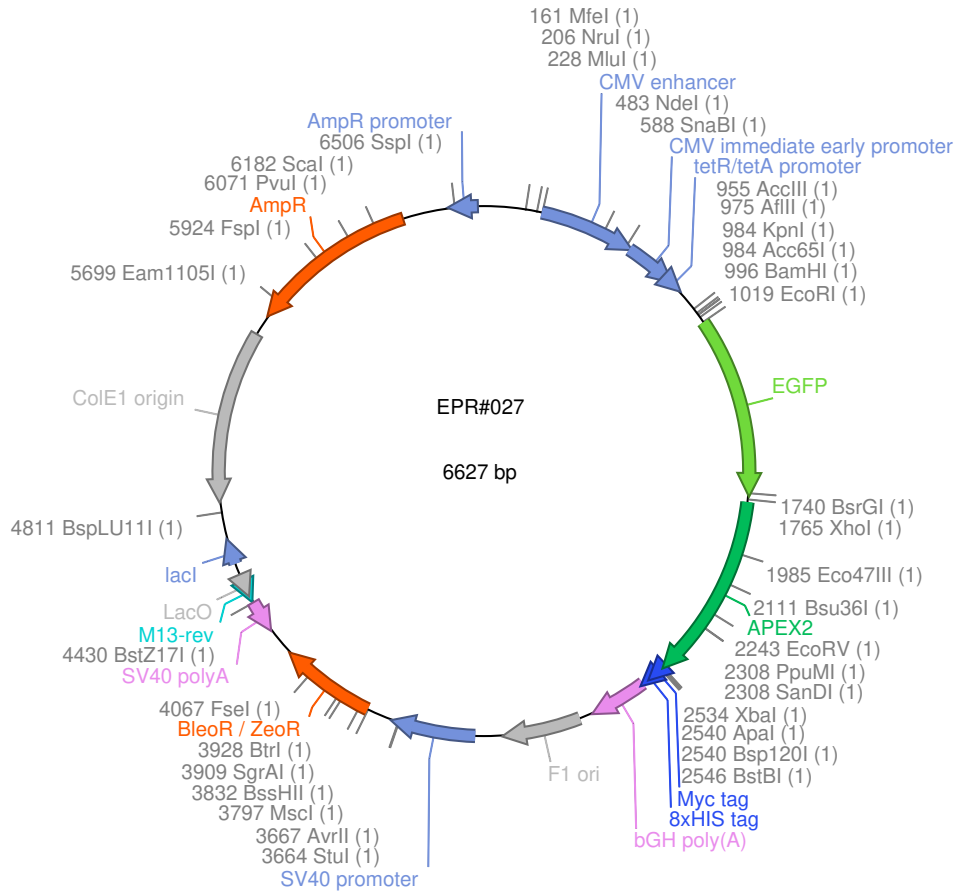 161 MfeI (1)
206 NruI (1)
228 MluI (1)
CMV enhancer
483 NdeI (1)
588 SnaBI (1)
CMV immediate early promoter
tetR/tetA promoter
955 AccIII (1)
975 AflII (1)
984 KpnI (1)
984 Acc65I (1)
996 BamHI (1)
1019 EcoRI (1)
EGFP
1740 BsrGI (1)
1765 XhoI (1)
1985 Eco47III (1)
2111 Bsu36I (1)
APEX2
2243 EcoRV (1)
2308 PpuMI (1)
2308 SanDI (1)
2534 XbaI (1)
2540 ApaI (1)
2540 Bsp120I (1)
2546 BstBI (1)
Myc tag
8xHIS tag
bGH poly(A)
F1 ori
SV40 promoter
3664 StuI (1)
3667 AvrII (1)
3797 MscI (1)
3832 BssHII (1)
3909 SgrAI (1)
3928 BtrI (1)
BleoR / ZeoR
4067 FseI (1)
SV40 polyA
4430 BstZ17I (1)
M13-rev
LacO
lacI
4811 BspLU11I (1)
ColE1 origin
5699 Eam1105I (1)
5924 FspI (1)
AmpR
6071 PvuI (1)
6182 ScaI (1)
6506 SspI (1)
AmpR promoter
EPR#027
6627 bp